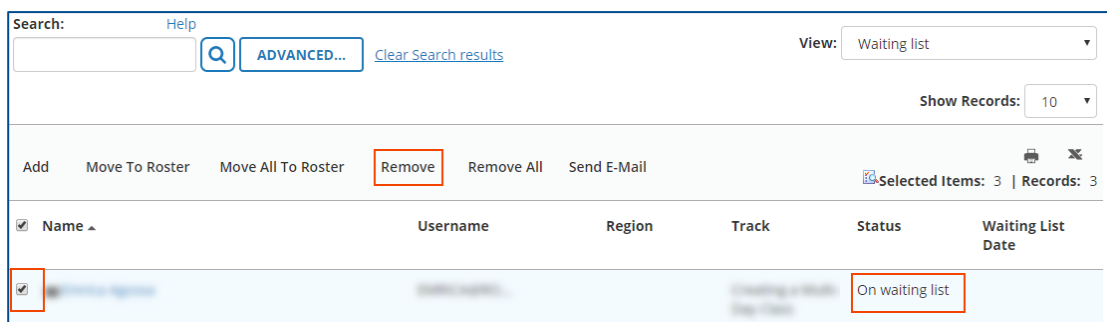 Search: Help
ADVANCED... Clear Search results View: Waiting list
Show Records: 10
Add Move To Roster Move All To Roster Remove Remove All Send E-Mail
Selected Items: 3 | Records: 3
Name Username Region Track Status Waiting List
Date
On waiting list